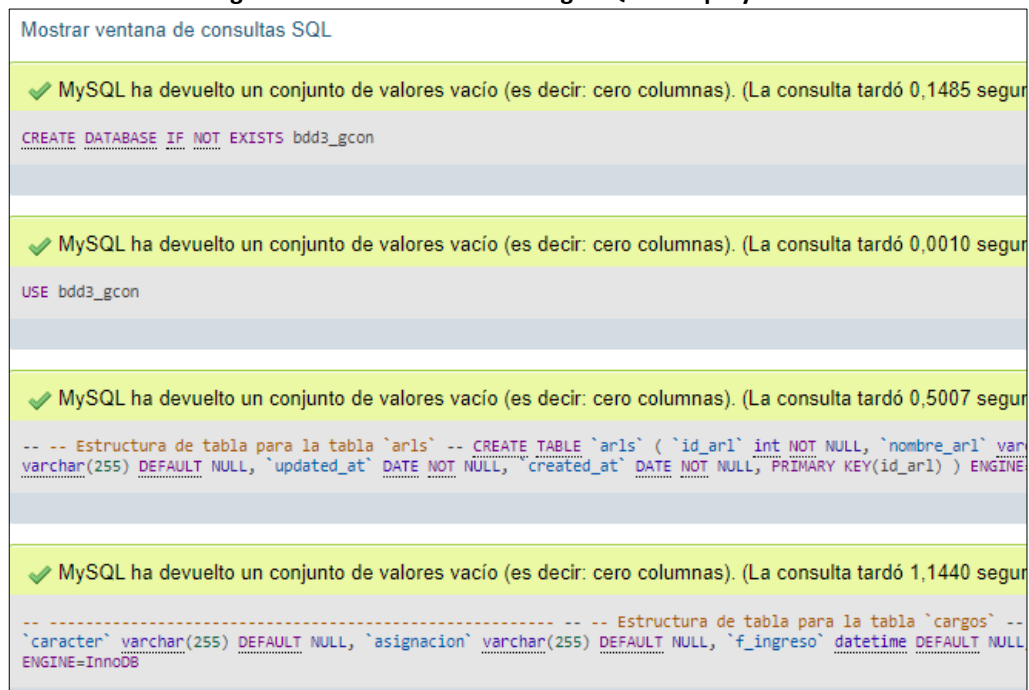 Mostrar ventana de consultas SQL
MySQL ha devuelto un conjunto de valores vacío (es decir: cero columnas). (La consulta tardó 0,1485 segun
CREATE DATABASE IF NOT EXISTS bdd3_gcon
MySQL ha devuelto un conjunto de valores vacío (es decir: cero columnas). (La consulta tardó 0,0010 segun
USE bdd3_gcon
MySQL ha devuelto un conjunto de valores vacío (es decir: cero columnas). (La consulta tardó 0,5007 segun
-- -- Estructura de tabla para la tabla `arls` -- CREATE TABLE `arls` ( `id_arl` int NOT NULL, `nombre_arl` varc
varchar(255) DEFAULT NULL, `updated_at` DATE NOT NULL, `created_at` DATE NOT NULL, PRIMARY KEY(id_arl) ) ENGINE=
MySQL ha devuelto un conjunto de valores vacío (es decir: cero columnas). (La consulta tardó 1,1440 segun
-- -------------------------------------------------------- -- -- Estructura de tabla para la tabla `cargos` --
`caracter` varchar(255) DEFAULT NULL, `asignacion` varchar(255) DEFAULT NULL, `f_ingreso` datetime DEFAULT NULL,
ENGINE=InnoDB